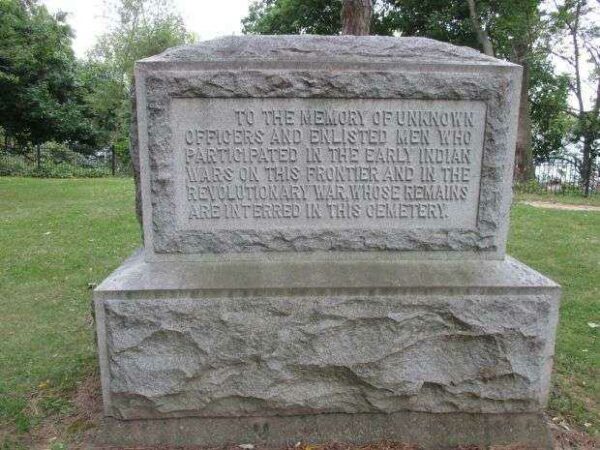 TO THE MEMORY OF UNKNOWN
OFFICERS AND ENLISTED MEN WHO
PARTICIPATED IN THE EARLY INDIAN
WARS ON THIS FRONTIER AND IN THE
REVOLUTIONARY WAR, WHOSE REMAINS
ARE INTERRED IN THIS CEMETERY.